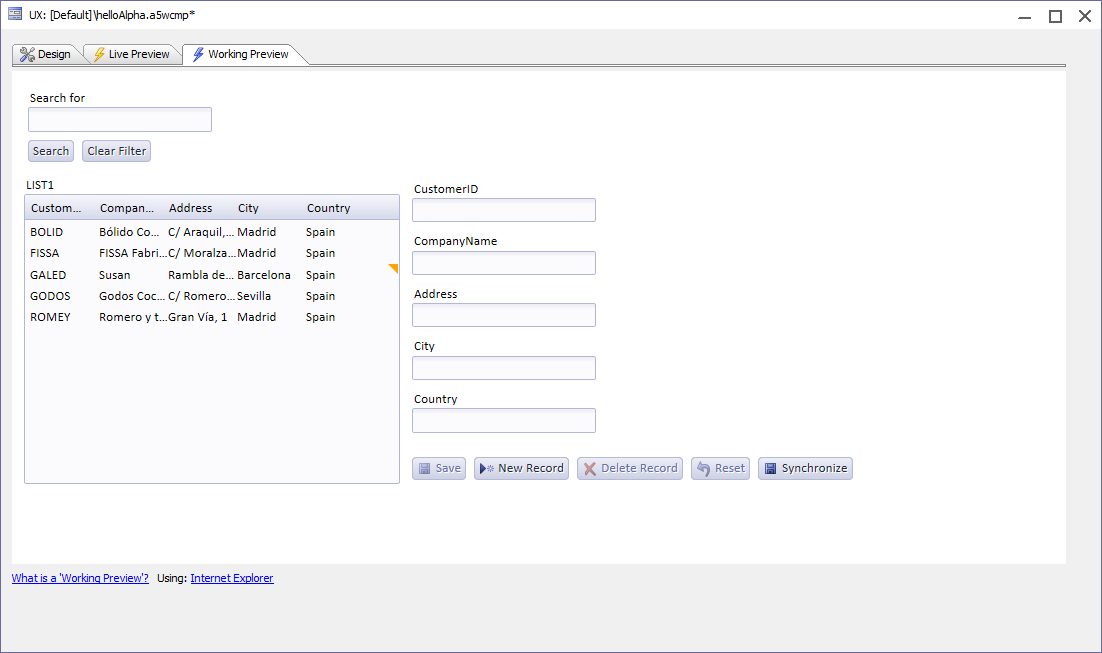 UX: [Default]\helloAlpha.a5wcmp*
Design Live Preview Working Preview
Search for
Search Clear Filter
LIST1
Custom... Compan... Address City Country
BOLID Bólido Co... C/ Araquil,... Madrid Spain
FISSA FISSA Fabri... C/ Moralza... Madrid Spain
GALED Susan Rambla de... Barcelona Spain
GODOS Godos Coc... C/ Romero... Sevilla Spain
ROMEY Romero y t... Gran Vía, 1 Madrid Spain
CustomerID
CompanyName
Address
City
Country
Save New Record Delete Record Reset Synchronize
What is a 'Working Preview'? Using: Internet Explorer